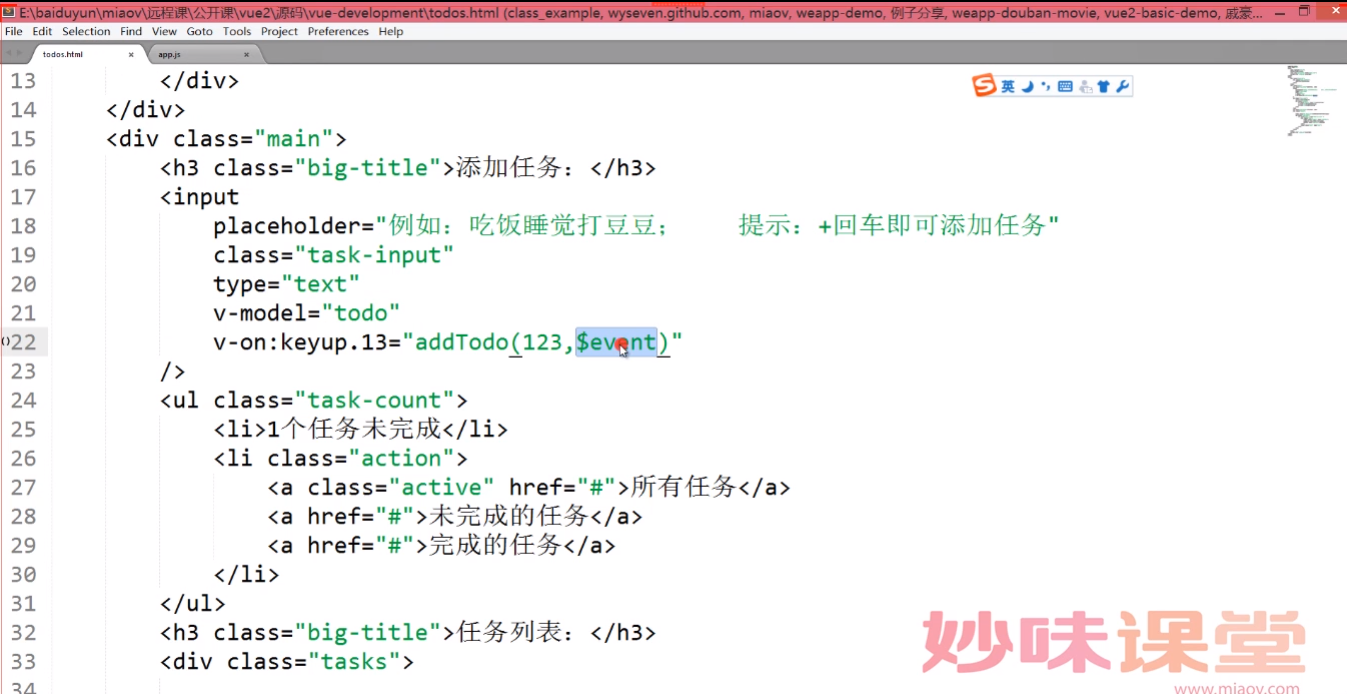 E:\baiduyun\miaov\远程课\公开课\vue2\源码\vue-development\todos.html (class_example, wyseven.github.com, miaov, weapp-demo, 例子分享, weapp-douban-movie, vue2-basic-demo, 戚豪...
File Edit Selection Find View Goto Tools Project Preferences Help
todos.html × app.js ×
英
13 </div>
14 </div>
15 <div class="main">
16 <h3 class="big-title">添加任务：</h3>
17 <input
18 placeholder="例如：吃饭睡觉打豆豆； 提示：+回车即可添加任务"
19 class="task-input"
20 type="text"
21 v-model="todo"
22 v-on:keyup.13="addTodo(123,$event)"
23 />
24 <ul class="task-count">
25 <li>1个任务未完成</li>
26 <li class="action">
27 <a class="active" href="#">所有任务</a>
28 <a href="#">未完成的任务</a>
29 <a href="#">完成的任务</a>
30 </li>
31 </ul>
32 <h3 class="big-title">任务列表：</h3>
33 <div class="tasks">
34
妙味课堂
www.miaov.com